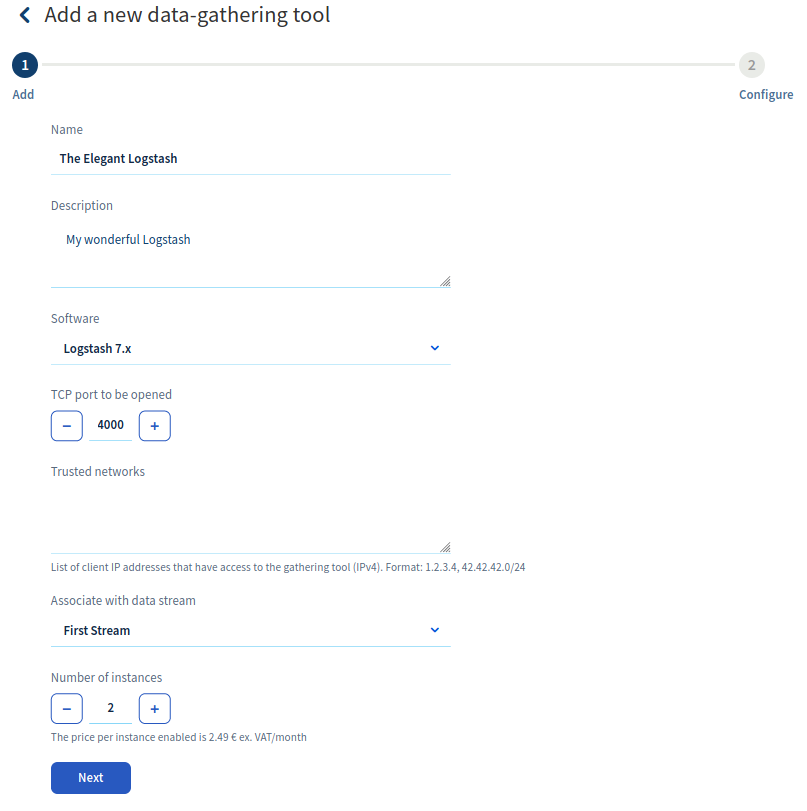 Add a new data-gathering tool
1
2
Add
Configure
Name
The Elegant Logstash
Description
My wonderful Logstash
Software
Logstash 7.x
TCP port to be opened
− 4000 +
Trusted networks
List of client IP addresses that have access to the gathering tool (IPv4). Format: 1.2.3.4, 42.42.42.0/24
Associate with data stream
First Stream
Number of instances
− 2 +
The price per instance enabled is 2.49 € ex. VAT/month
Next